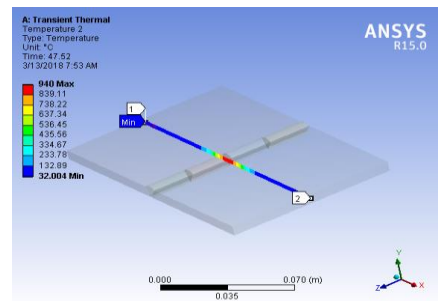 A: Transient Thermal
Temperature 2
Type: Temperature
Unit: °C
Time: 47.52
3/13/2018 7:53 AM
940 Max
839.11
738.22
637.34
536.45
435.56
334.67
233.78
132.89
32.004 Min
ANSYS
R15.0
1
Min
2
0.000
0.070 (m)
0.035
Y
Z
X